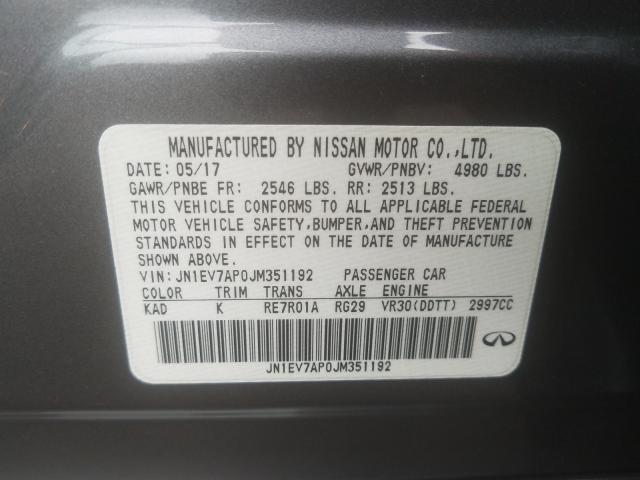 MANUFACTURED BY NISSAN MOTOR CO.,LTD.
DATE: 05/17 GVWR/PNBV: 4980 LBS.
GAWR/PNBE FR: 2546 LBS. RR: 2513 LBS.
THIS VEHICLE CONFORMS TO ALL APPLICABLE FEDERAL
MOTOR VEHICLE SAFETY,BUMPER,AND THEFT PREVENTION
STANDARDS IN EFFECT ON THE DATE OF MANUFACTURE
SHOWN ABOVE.
VIN: JN1EV7AP0JM351192 PASSENGER CAR
COLOR TRIM TRANS AXLE ENGINE
KAD K RE7R01A RG29 VR30(DDTT) 2997CC
JN1EV7AP0JM351192